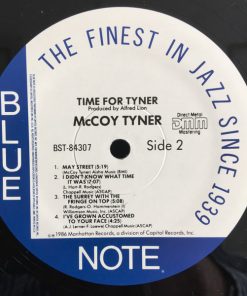 THE FINEST IN JAZZ SINCE 1939
BLUE
NOTE
TIME FOR TYNER
Produced by Alfred Lion
McCOY TYNER
Direct Metal
DMM
Mastering
BST-84307
Side 2
1. MAY STREET (5:19)
(McCoy Tyner Aisha Music BMI)
2. I DIDN'T KNOW WHAT TIME
IT WAS (7:07)
(L. Hart-R. Rodgers)
Chappell Music/ASCAP)
3. THE SURREY WITH THE
FRINGE ON TOP (5:08)
(R. Rodgers-O. Hammerstein II
Williamson Music, Inc./ASCAP)
4. I'VE GROWN ACCUSTOMED
TO YOUR FACE (4:25)
(A.J. Lerner-F. Loewe) Chappell Music/ASCAP)
©1986 Manhattan Records, a division of Capitol Records, Inc.